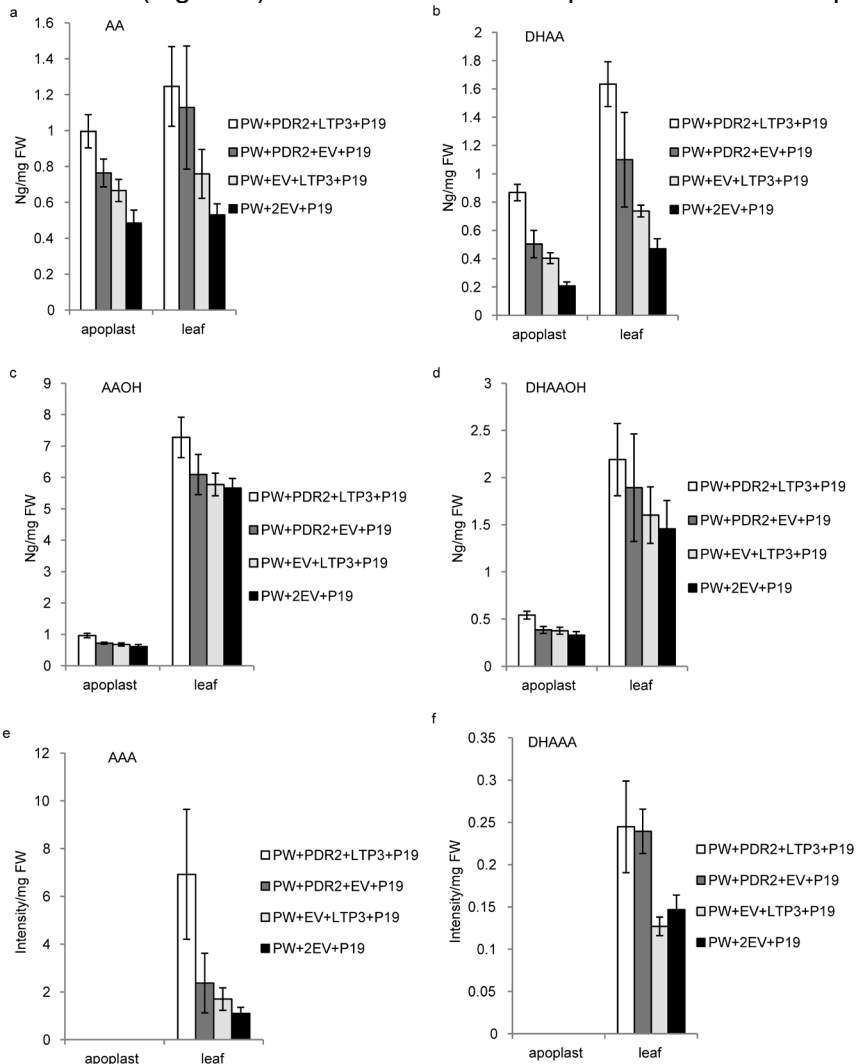 a
AA
1.6
1.4
1.2
1
0.8
0.6
0.4
0.2
0
Ng/mg FW
apoplast leaf
PW+PDR2+LTP3+P19
PW+PDR2+EV+P19
PW+EV+LTP3+P19
PW+2EV+P19
b
DHAA
2
1.8
1.6
1.4
1.2
1
0.8
0.6
0.4
0.2
0
Ng/mg FW
apoplast leaf
PW+PDR2+LTP3+P19
PW+PDR2+EV+P19
PW+EV+LTP3+P19
PW+2EV+P19
c
AAOH
9
8
7
6
5
4
3
2
1
0
Ng/mg FW
apoplast leaf
PW+PDR2+LTP3+P19
PW+PDR2+EV+P19
PW+EV+LTP3+P19
PW+2EV+P19
d
DHAAOH
3
2.5
2
1.5
1
0.5
0
Ng/mg FW
apoplast leaf
PW+PDR2+LTP3+P19
PW+PDR2+EV+P19
PW+EV+LTP3+P19
PW+2EV+P19
e
AAA
12
10
8
6
4
2
0
Intensity/mg FW
apoplast leaf
PW+PDR2+LTP3+P19
PW+PDR2+EV+P19
PW+EV+LTP3+P19
PW+2EV+P19
f
DHAAA
0.35
0.3
0.25
0.2
0.15
0.1
0.05
0
Intensity/mg FW
apoplast leaf
PW+PDR2+LTP3+P19
PW+PDR2+EV+P19
PW+EV+LTP3+P19
PW+2EV+P19